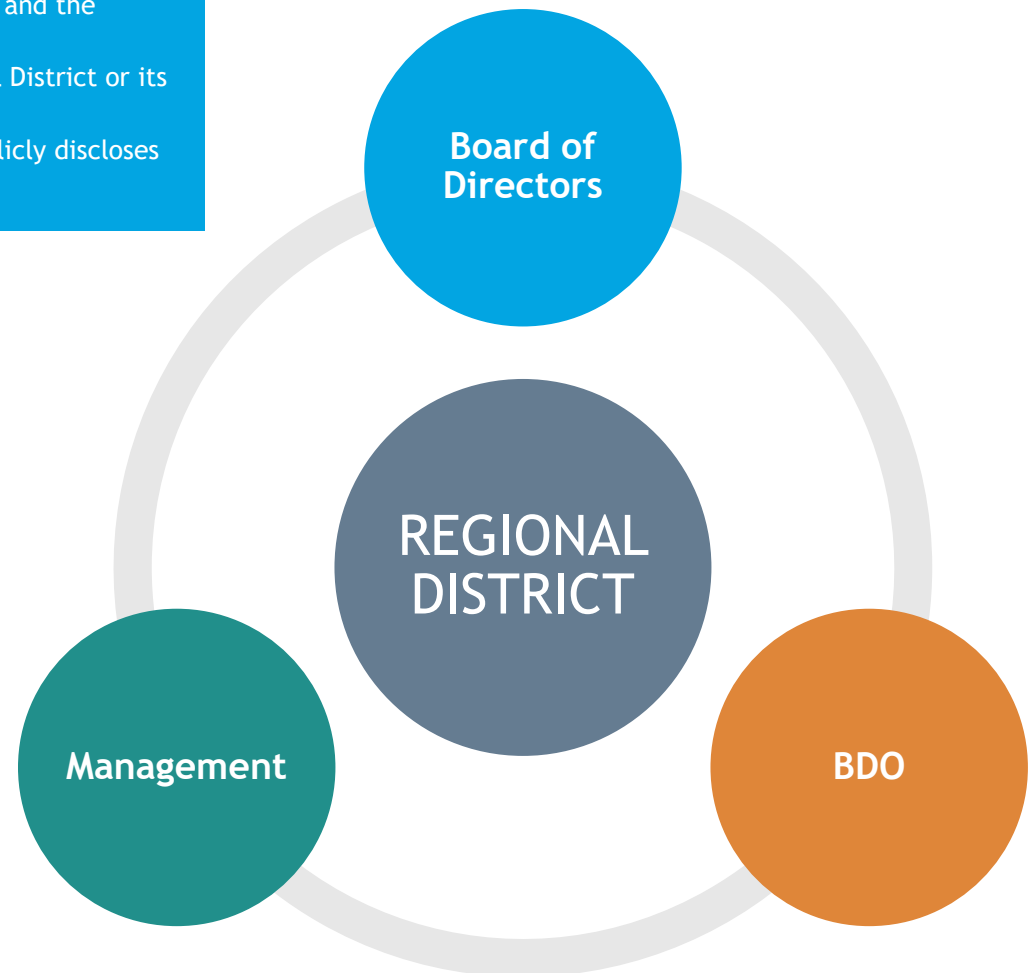 and the
District or its
licly discloses
Board of
Directors
REGIONAL
DISTRICT
Management
BDO